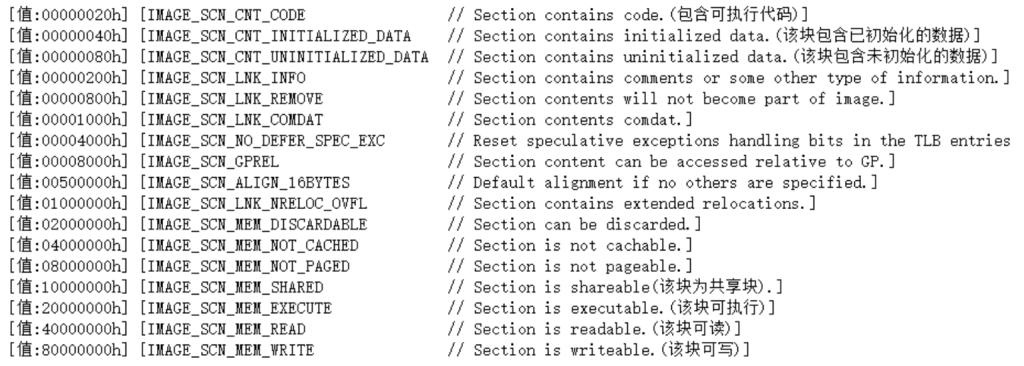 [值:00000020h] [IMAGE_SCN_CNT_CODE // Section contains code.(包含可执行代码)]
[值:00000040h] [IMAGE_SCN_CNT_INITIALIZED_DATA // Section contains initialized data.(该块包含已初始化的数据)]
[值:00000080h] [IMAGE_SCN_CNT_UNINITIALIZED_DATA // Section contains uninitialized data.(该块包含未初始化的数据)]
[值:00000200h] [IMAGE_SCN_LNK_INFO // Section contains comments or some other type of information.]
[值:00000800h] [IMAGE_SCN_LNK_REMOVE // Section contents will not become part of image.]
[值:00001000h] [IMAGE_SCN_LNK_COMDAT // Section contents comdat.]
[值:00004000h] [IMAGE_SCN_NO_DEFER_SPEC_EXC // Reset speculative exceptions handling bits in the TLB entries
[值:00008000h] [IMAGE_SCN_GPREL // Section content can be accessed relative to GP.]
[值:00500000h] [IMAGE_SCN_ALIGN_16BYTES // Default alignment if no others are specified.]
[值:01000000h] [IMAGE_SCN_LNK_NRELOC_OVFL // Section contains extended relocations.]
[值:02000000h] [IMAGE_SCN_MEM_DISCARDABLE // Section can be discarded.]
[值:04000000h] [IMAGE_SCN_MEM_NOT_CACHED // Section is not cachable.]
[值:08000000h] [IMAGE_SCN_MEM_NOT_PAGED // Section is not pageable.]
[值:10000000h] [IMAGE_SCN_MEM_SHARED // Section is shareable(该块为共享块).]
[值:20000000h] [IMAGE_SCN_MEM_EXECUTE // Section is executable.(该块可执行)]
[值:40000000h] [IMAGE_SCN_MEM_READ // Section is readable.(该块可读)]
[值:80000000h] [IMAGE_SCN_MEM_WRITE // Section is writeable.(该块可写)]